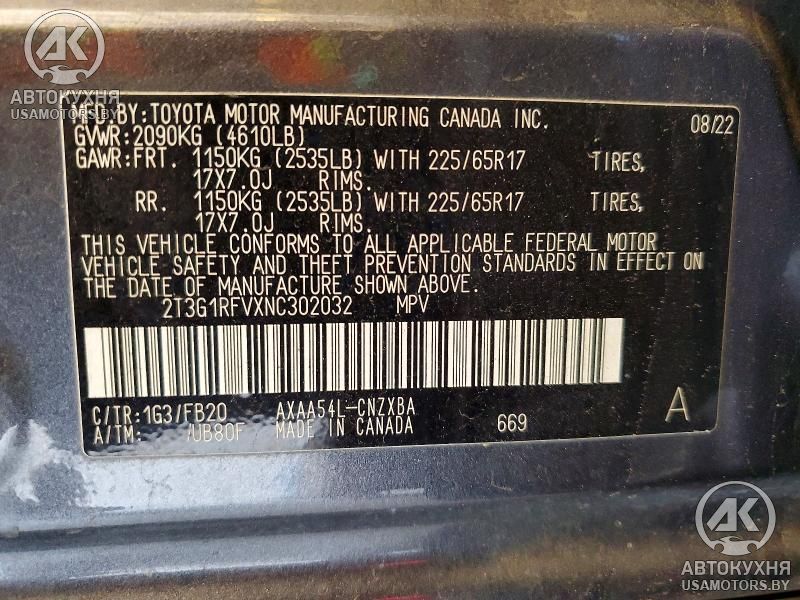 АК
АВТОКУХНЯ
USAMOTORS.BY
MFD BY:TOYOTA MOTOR MANUFACTURING CANADA INC. 08/22
GVWR:2090KG (4610LB)
GAWR:FRT. 1150KG (2535LB) WITH 225/65R17 TIRES,
17X7.0J RIMS.
RR. 1150KG (2535LB) WITH 225/65R17 TIRES,
17X7.0J RIMS.
THIS VEHICLE CONFORMS TO ALL APPLICABLE FEDERAL MOTOR
VEHICLE SAFETY AND THEFT PREVENTION STANDARDS IN EFFECT ON
THE DATE OF MANUFACTURE SHOWN ABOVE.
2T3G1RFVXNC302032 MPV
C/TR:1G3/FB20 AXAA54L-CNZXBA
A/TM: /UB80F MADE IN CANADA 669 A
АК
АВТОКУХНЯ
USAMOTORS.BY